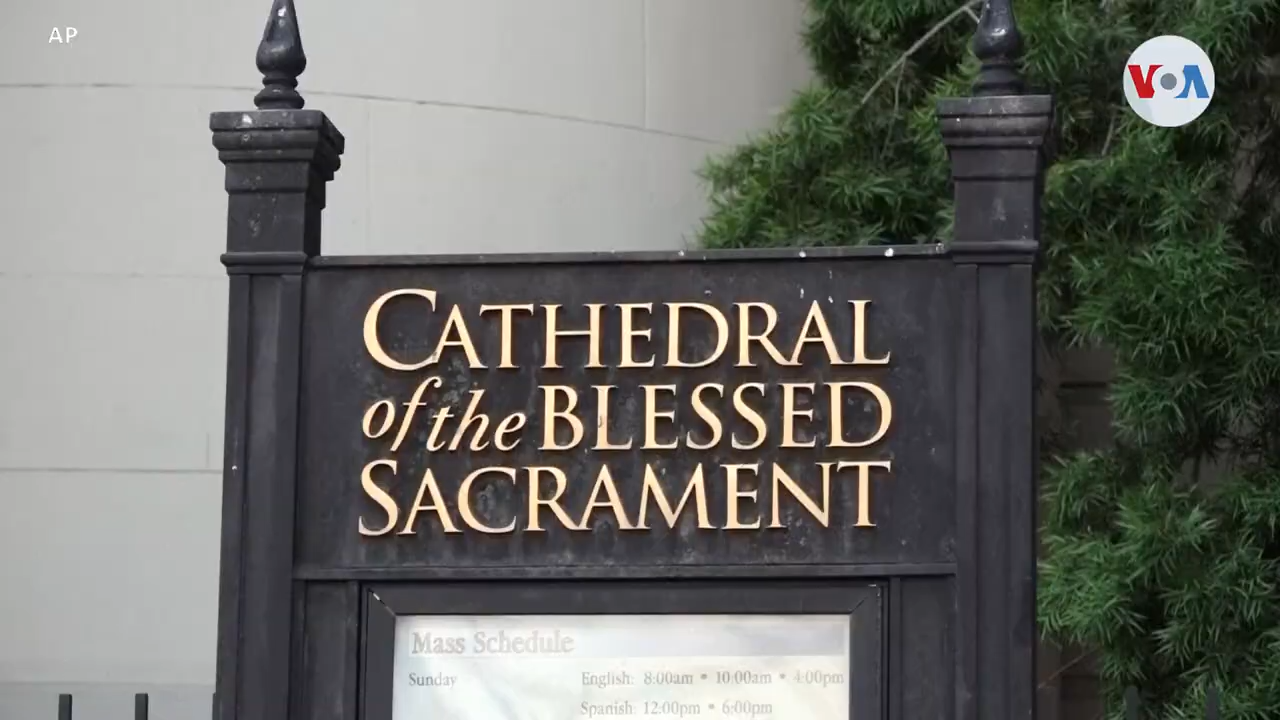 AP
VOA
CATHEDRAL
of the BLESSED
SACRAMENT
Mass Schedule
Sunday English: 8:00am • 10:00am • 4:00pm
Spanish: 12:00pm • 6:00pm